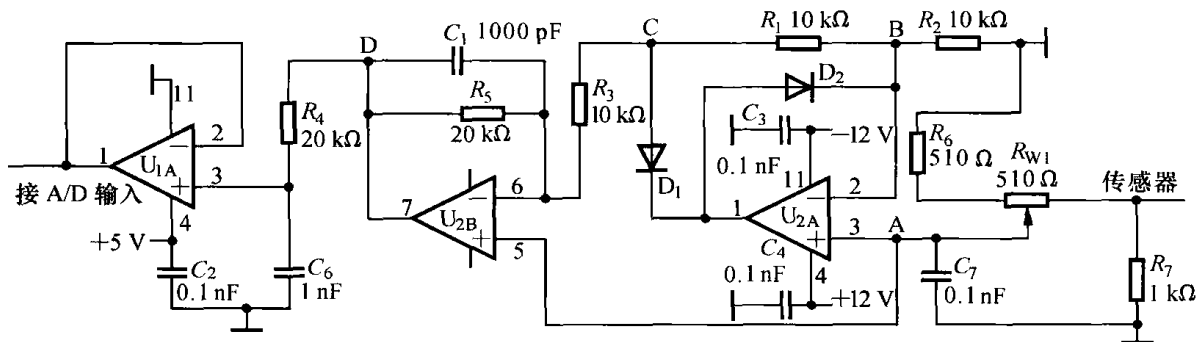 D
C₁ 1000 pF
R₅
20 kΩ
R₄
20 kΩ
11
2
1
U₁A
3
4
接 A/D 输入
+5 V
C₂
0.1 nF
C₆
1 nF
7
U₂B
6
5
R₃
10 kΩ
C
R₁ 10 kΩ
B
R₂ 10 kΩ
D₂
D₁
C₃
0.1 nF
−12 V
11
1
U₂A
2
3
4
C₄
0.1 nF
+12 V
A
C₇
0.1 nF
R₆
510 Ω
R_W1
510 Ω
传感器
R₇
1 kΩ